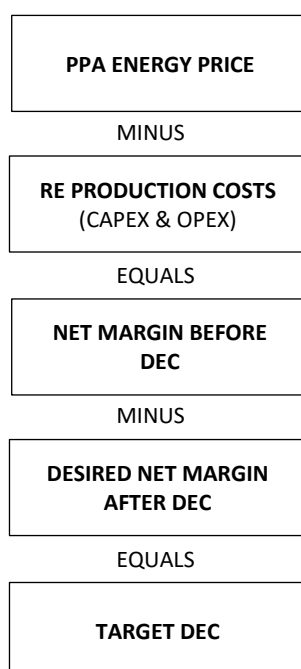 PPA ENERGY PRICE
MINUS
RE PRODUCTION COSTS
(CAPEX & OPEX)
EQUALS
NET MARGIN BEFORE
DEC
MINUS
DESIRED NET MARGIN
AFTER DEC
EQUALS
TARGET DEC